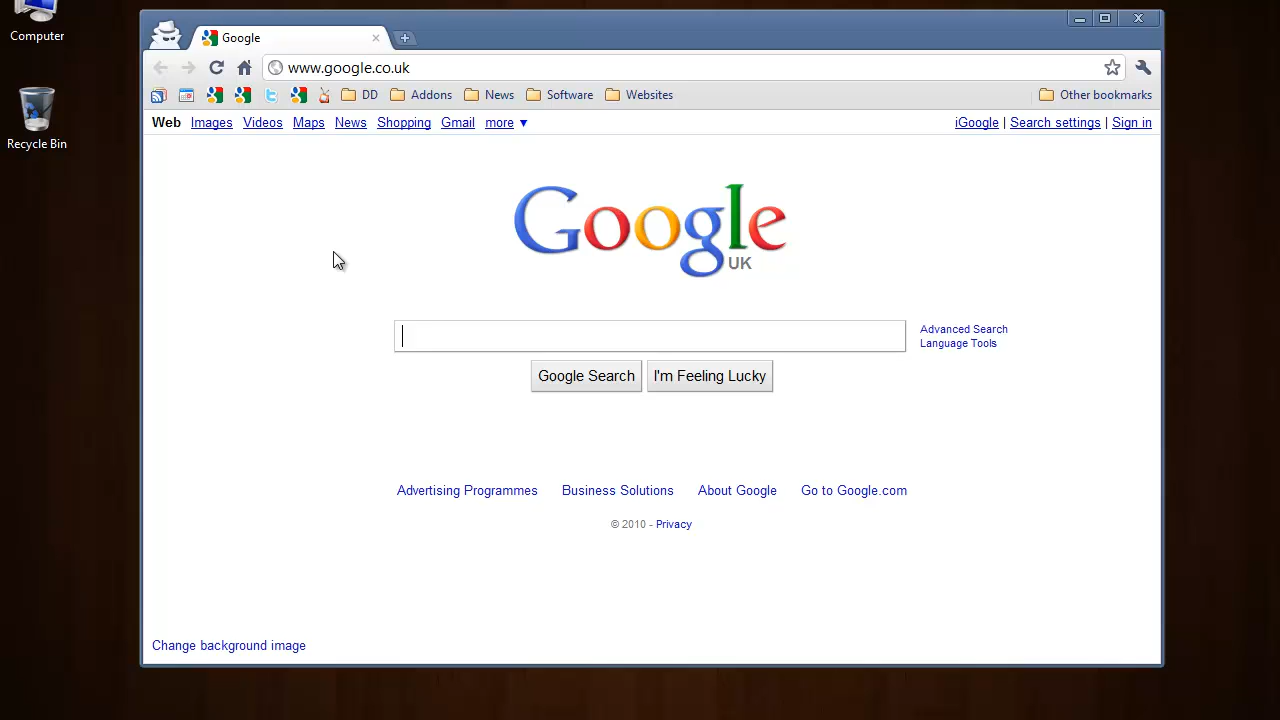 Computer
Recycle Bin
Google
www.google.co.uk
DD Addons News Software Websites Other bookmarks
Web Images Videos Maps News Shopping Gmail more ▼ iGoogle | Search settings | Sign in
Google
UK
Advanced Search
Language Tools
Google Search I'm Feeling Lucky
Advertising Programmes Business Solutions About Google Go to Google.com
© 2010 - Privacy
Change background image